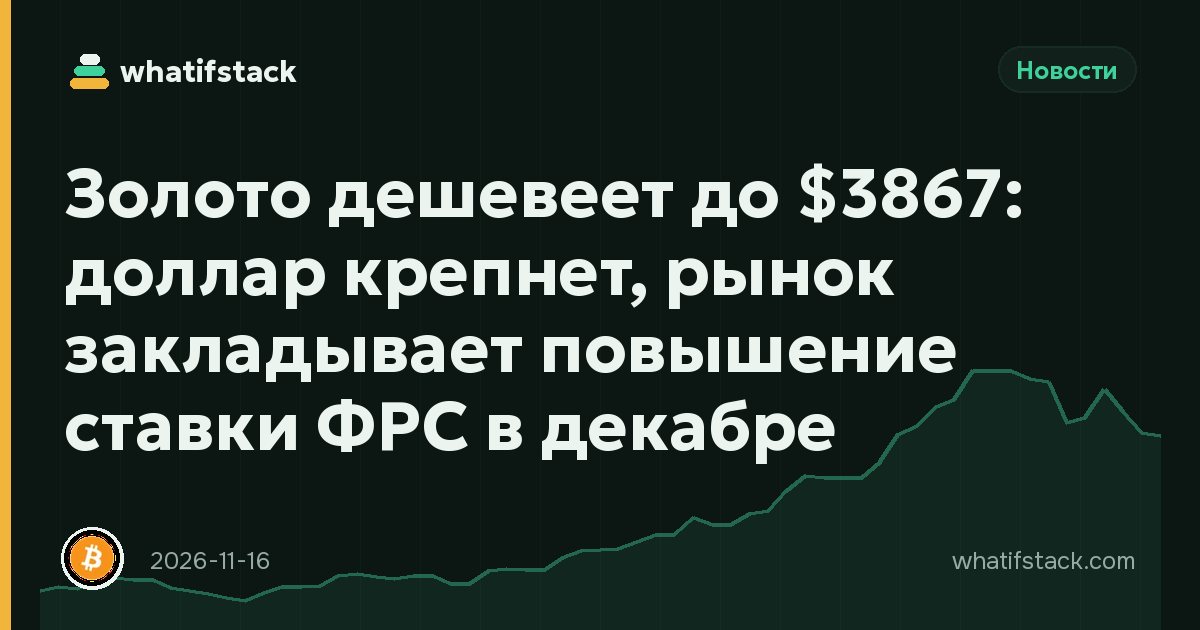 whatifstack
Новости
Золото дешевеет до $3867:
доллар крепнет, рынок
закладывает повышение
ставки ФРС в декабре
2026-11-16
whatifstack.com